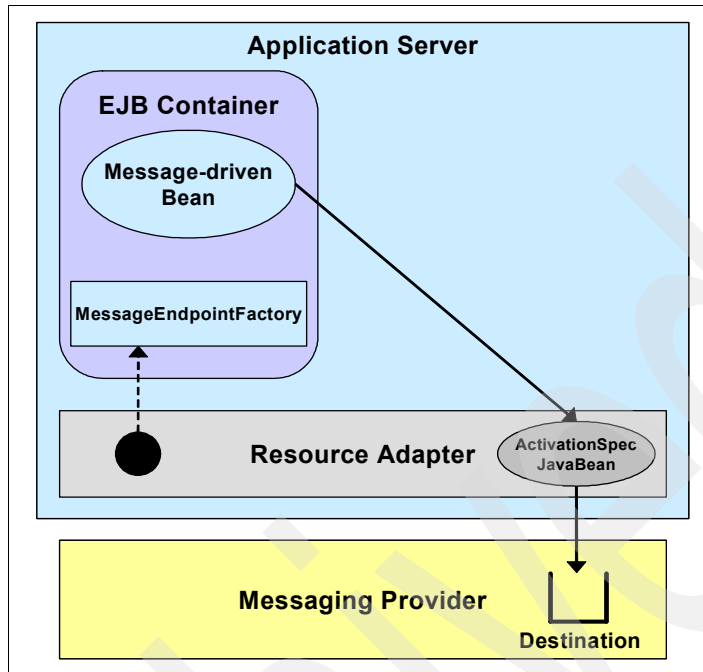 Application Server
EJB Container
Message-driven
Bean
MessageEndpointFactory
Resource Adapter
ActivationSpec
JavaBean
Messaging Provider
Destination